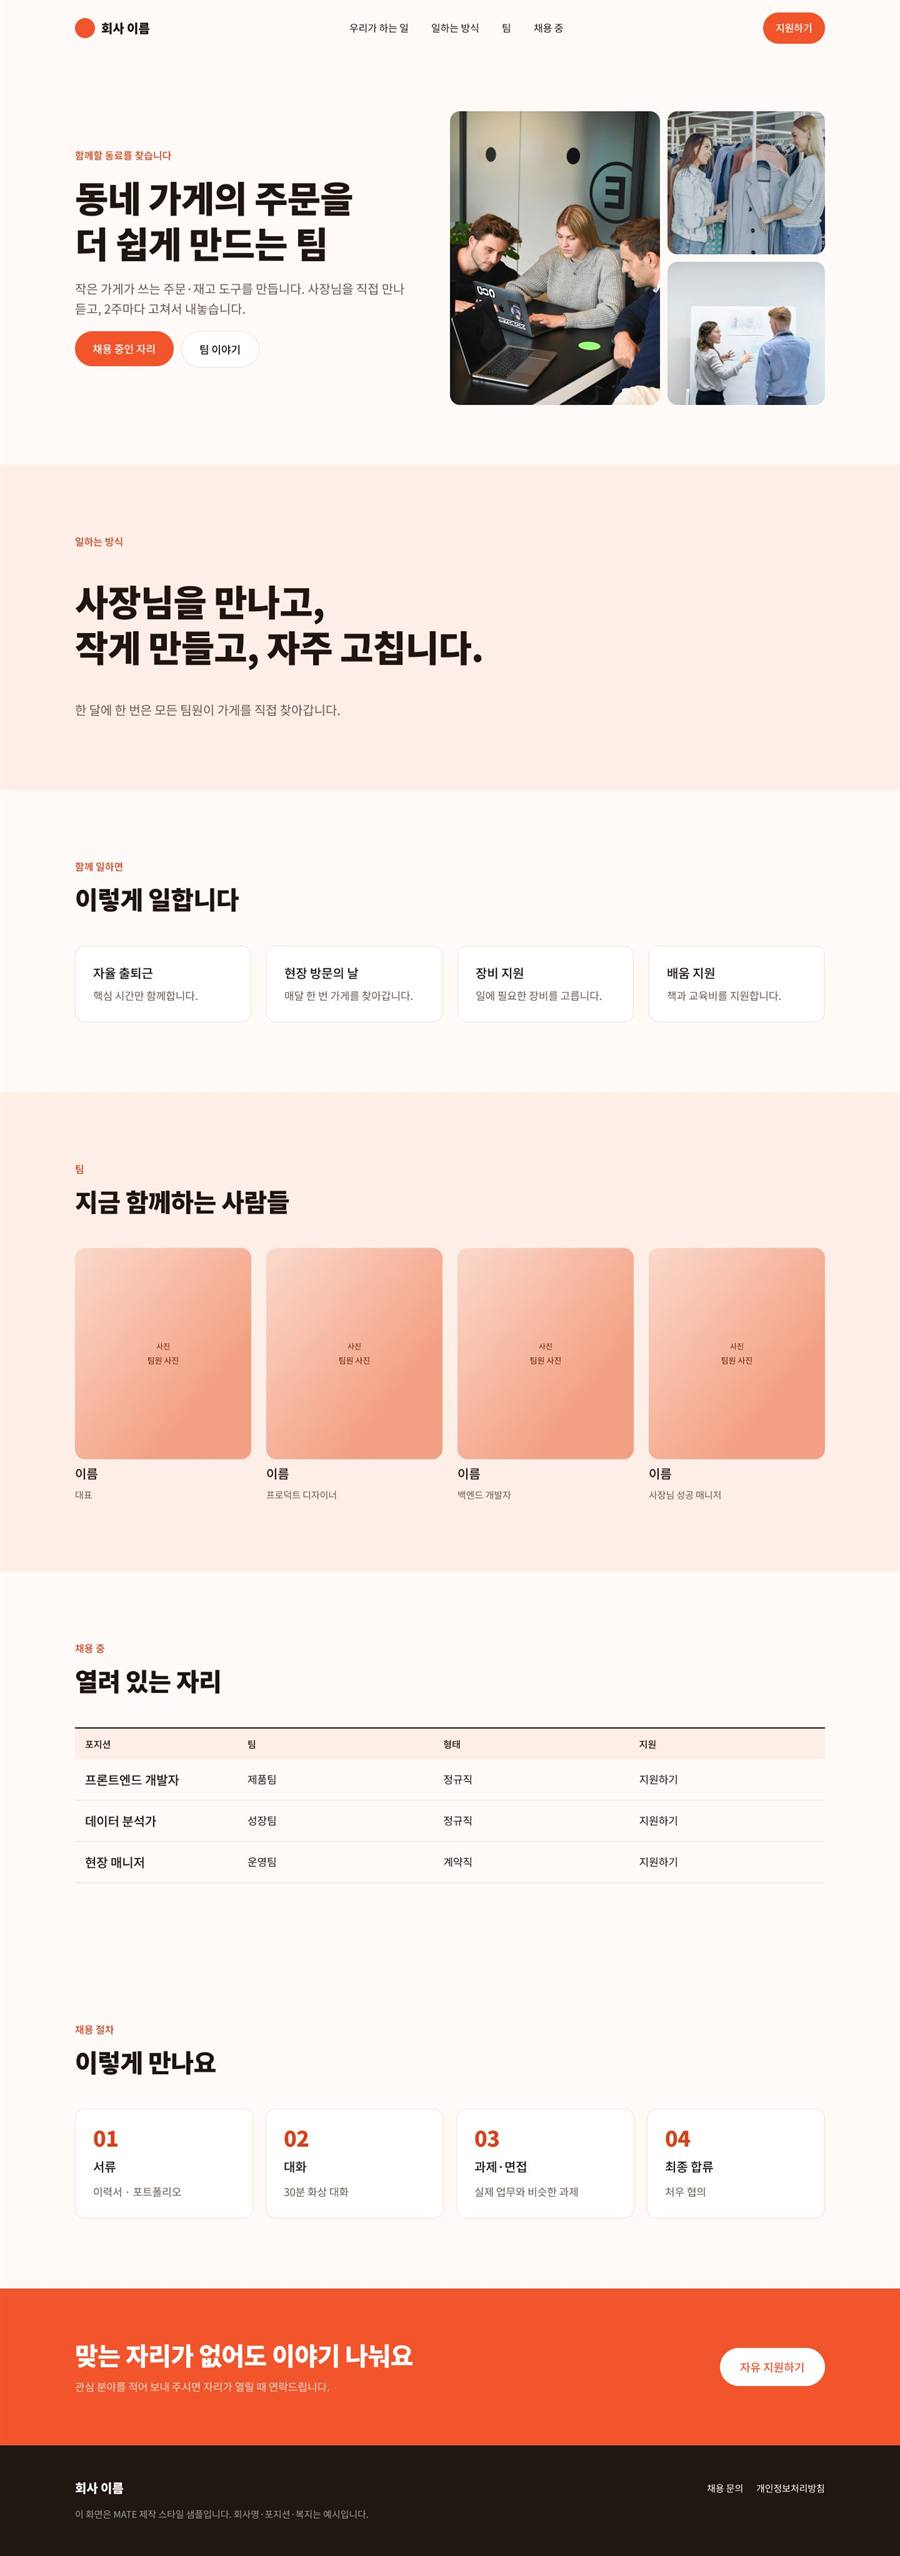 회사 이름
우리가 하는 일
일하는 방식
팀
채용 중
지원하기
함께할 동료를 찾습니다
동네 가게의 주문을
더 쉽게 만드는 팀
작은 가게가 쓰는 주문·재고 도구를 만듭니다. 사장님을 직접 만나
듣고, 2주마다 고쳐서 내놓습니다.
채용 중인 자리
팀 이야기
일하는 방식
사장님을 만나고,
작게 만들고, 자주 고칩니다.
한 달에 한 번은 모든 팀원이 가게를 직접 찾아갑니다.
함께 일하면
이렇게 일합니다
자율 출퇴근
핵심 시간만 함께합니다.
현장 방문의 날
매달 한 번 가게를 찾아갑니다.
장비 지원
일에 필요한 장비를 고릅니다.
배움 지원
책과 교육비를 지원합니다.
팀
지금 함께하는 사람들
사진
팀원 사진
이름
대표
사진
팀원 사진
이름
프로덕트 디자이너
사진
팀원 사진
이름
백엔드 개발자
사진
팀원 사진
이름
사장님 성공 매니저
채용 중
열려 있는 자리
포지션 팀 형태 지원
프론트엔드 개발자 제품팀 정규직 지원하기
데이터 분석가 성장팀 정규직 지원하기
현장 매니저 운영팀 계약직 지원하기
채용 절차
이렇게 만나요
01
서류
이력서 · 포트폴리오
02
대화
30분 화상 대화
03
과제·면접
실제 업무와 비슷한 과제
04
최종 합류
처우 협의
맞는 자리가 없어도 이야기 나눠요
관심 분야를 적어 보내 주시면 자리가 열릴 때 연락드립니다.
자유 지원하기
회사 이름
채용 문의
개인정보처리방침
이 화면은 MATE 제작 스타일 샘플입니다. 회사명·포지션·복지는 예시입니다.